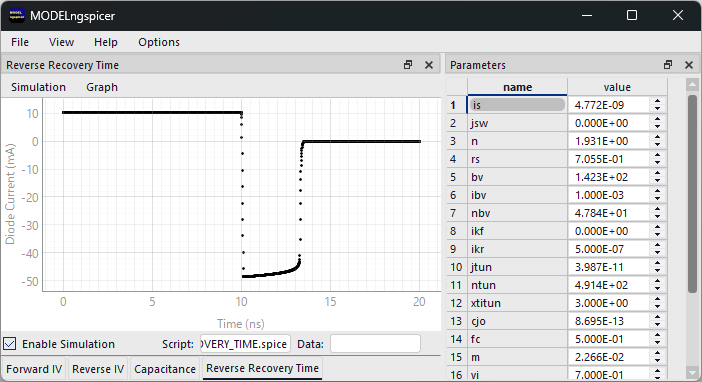 MODELngspicer
File View Help Options
Reverse Recovery Time
Simulation Graph
10
0
-10
-20
-30
-40
-50
Diode Current (mA)
0 5 10 15 20
Time (ns)
Enable Simulation Script: OVERY_TIME.spice Data:
Forward IV Reverse IV Capacitance Reverse Recovery Time
Parameters
name value
1 is 4.772E-09
2 jsw 0.000E+00
3 n 1.931E+00
4 rs 7.055E-01
5 bv 1.423E+02
6 ibv 1.000E-03
7 nbv 4.784E+01
8 ikf 0.000E+00
9 ikr 5.000E-07
10 jtun 3.987E-11
11 ntun 4.914E+02
12 xtitun 3.000E+00
13 cjo 8.695E-13
14 fc 5.000E-01
15 m 2.266E-02
16 vj 7.000E-01